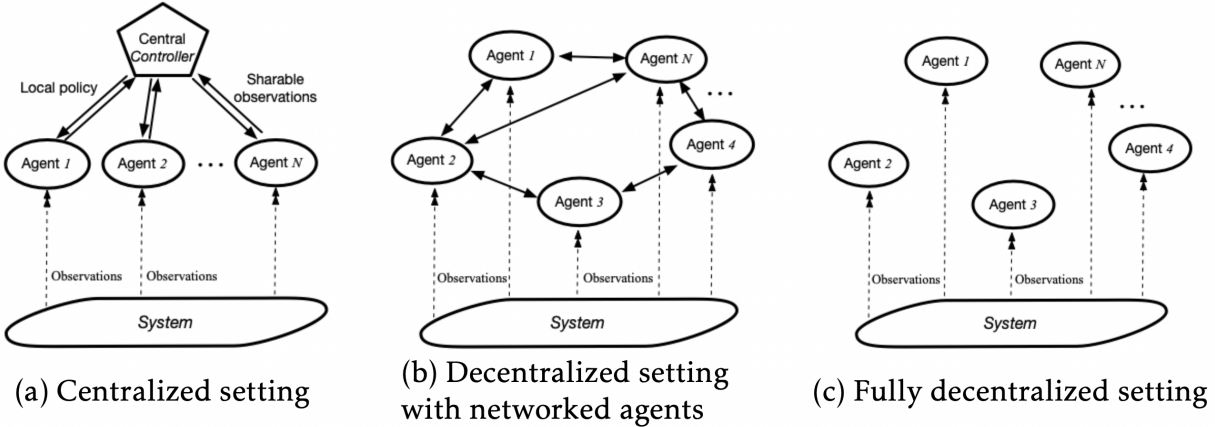 Central
Controller
Local policy
Sharable
observations
Agent 1
Agent 2
...
Agent N
Observations
Observations
System
(a) Centralized setting
Agent 1
Agent N
...
Agent 2
Agent 4
Agent 3
Observations
Observations
System
(b) Decentralized setting
with networked agents
Agent 1
Agent N
...
Agent 2
Agent 4
Agent 3
Observations
Observations
System
(c) Fully decentralized setting